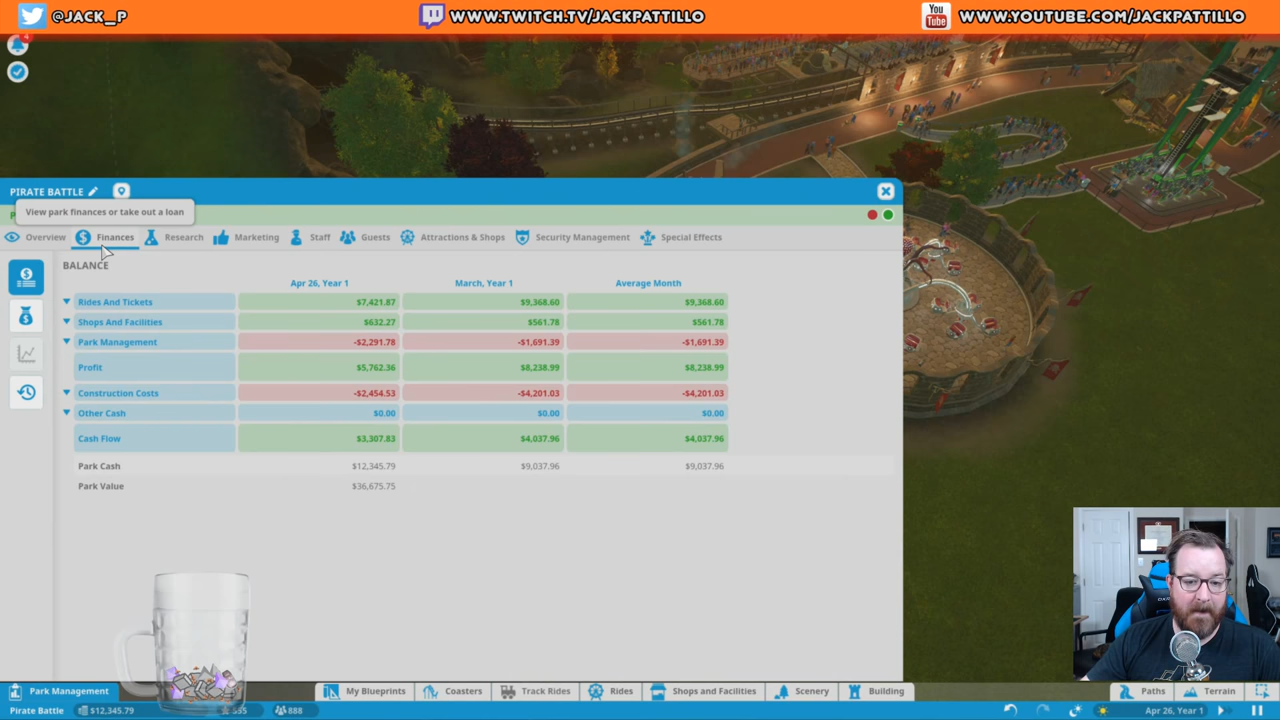 @JACK_P
WWW.TWITCH.TV/JACKPATTILLO
You Tube
WWW.YOUTUBE.COM/JACKPATTILLO
4
PIRATE BATTLE
View park finances or take out a loan
Overview
Finances
Research
Marketing
Staff
Guests
Attractions & Shops
Security Management
Special Effects
BALANCE
Apr 26, Year 1 March, Year 1 Average Month
Rides And Tickets $7,421.87 $9,368.60 $9,368.60
Shops And Facilities $632.27 $561.78 $561.78
Park Management -$2,291.78 -$1,691.39 -$1,691.39
Profit $5,762.36 $8,238.99 $8,238.99
Construction Costs -$2,454.53 -$4,201.03 -$4,201.03
Other Cash $0.00 $0.00 $0.00
Cash Flow $3,307.83 $4,037.96 $4,037.96
Park Cash $12,345.79 $9,037.96 $9,037.96
Park Value $36,675.75
Park Management
My Blueprints
Coasters
Track Rides
Rides
Shops and Facilities
Scenery
Building
Paths
Terrain
Pirate Battle
$12,345.79
888
Apr 26, Year 1